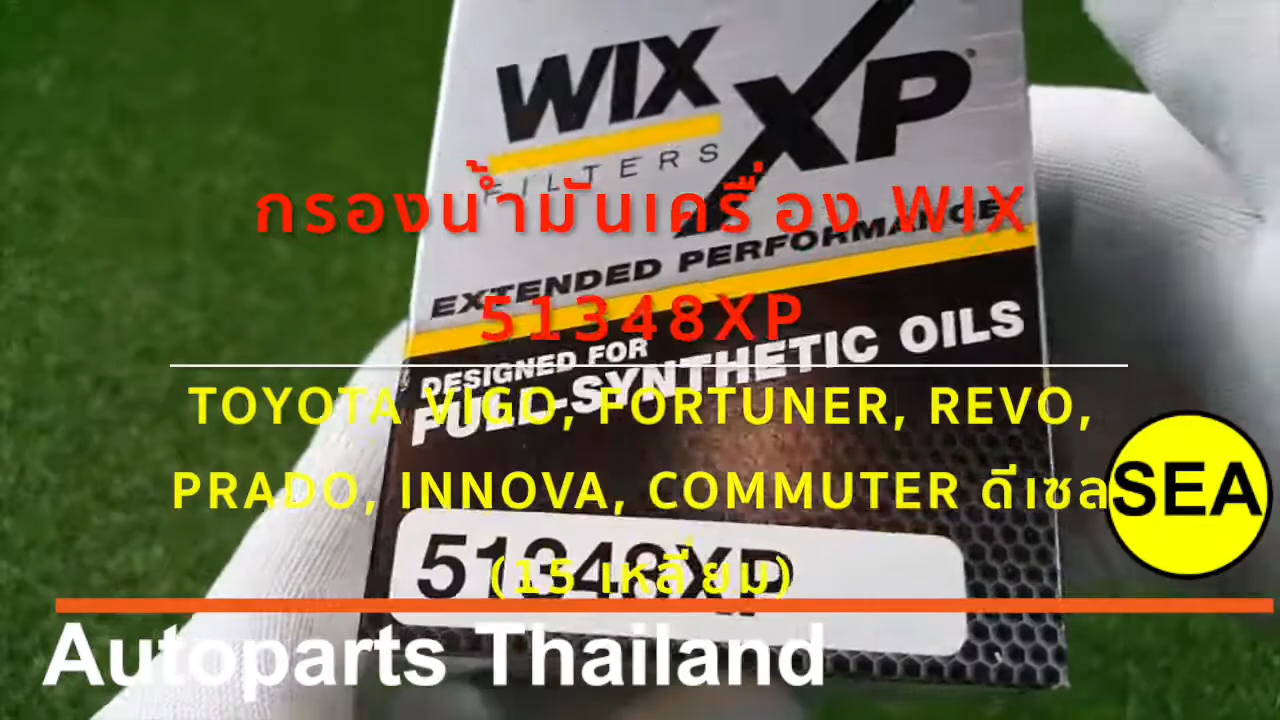 WIX XP
FILTERS
กรองน้ำมันเครื่อง WIX
EXTENDED PERFORMANCE
51348XP
DESIGNED FOR
FULL-SYNTHETIC OILS
TOYOTA VIGO, FORTUNER, REVO,
PRADO, INNOVA, COMMUTER ดีเซล
SEA
51348XP
(15 เหลี่ยม)
Autoparts Thailand